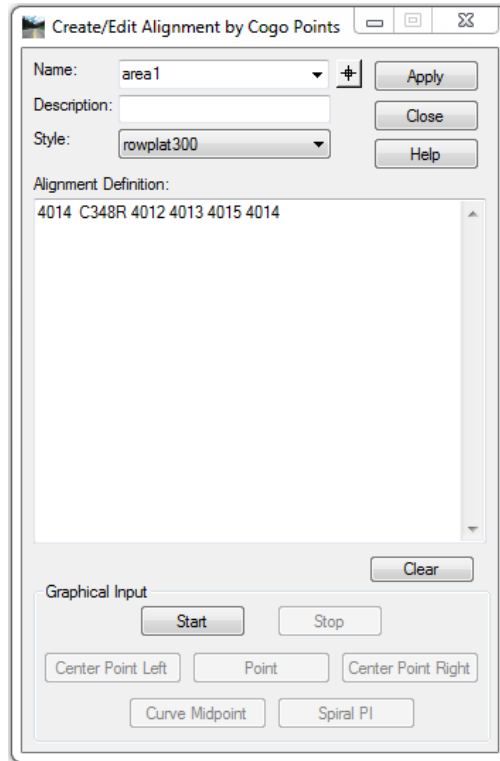 Create/Edit Alignment by Cogo Points
Name: area1 Apply
Description: Close
Style: rowplat300 Help
Alignment Definition:
4014 C348R 4012 4013 4015 4014
Clear
Graphical Input
Start Stop
Center Point Left Point Center Point Right
Curve Midpoint Spiral PI